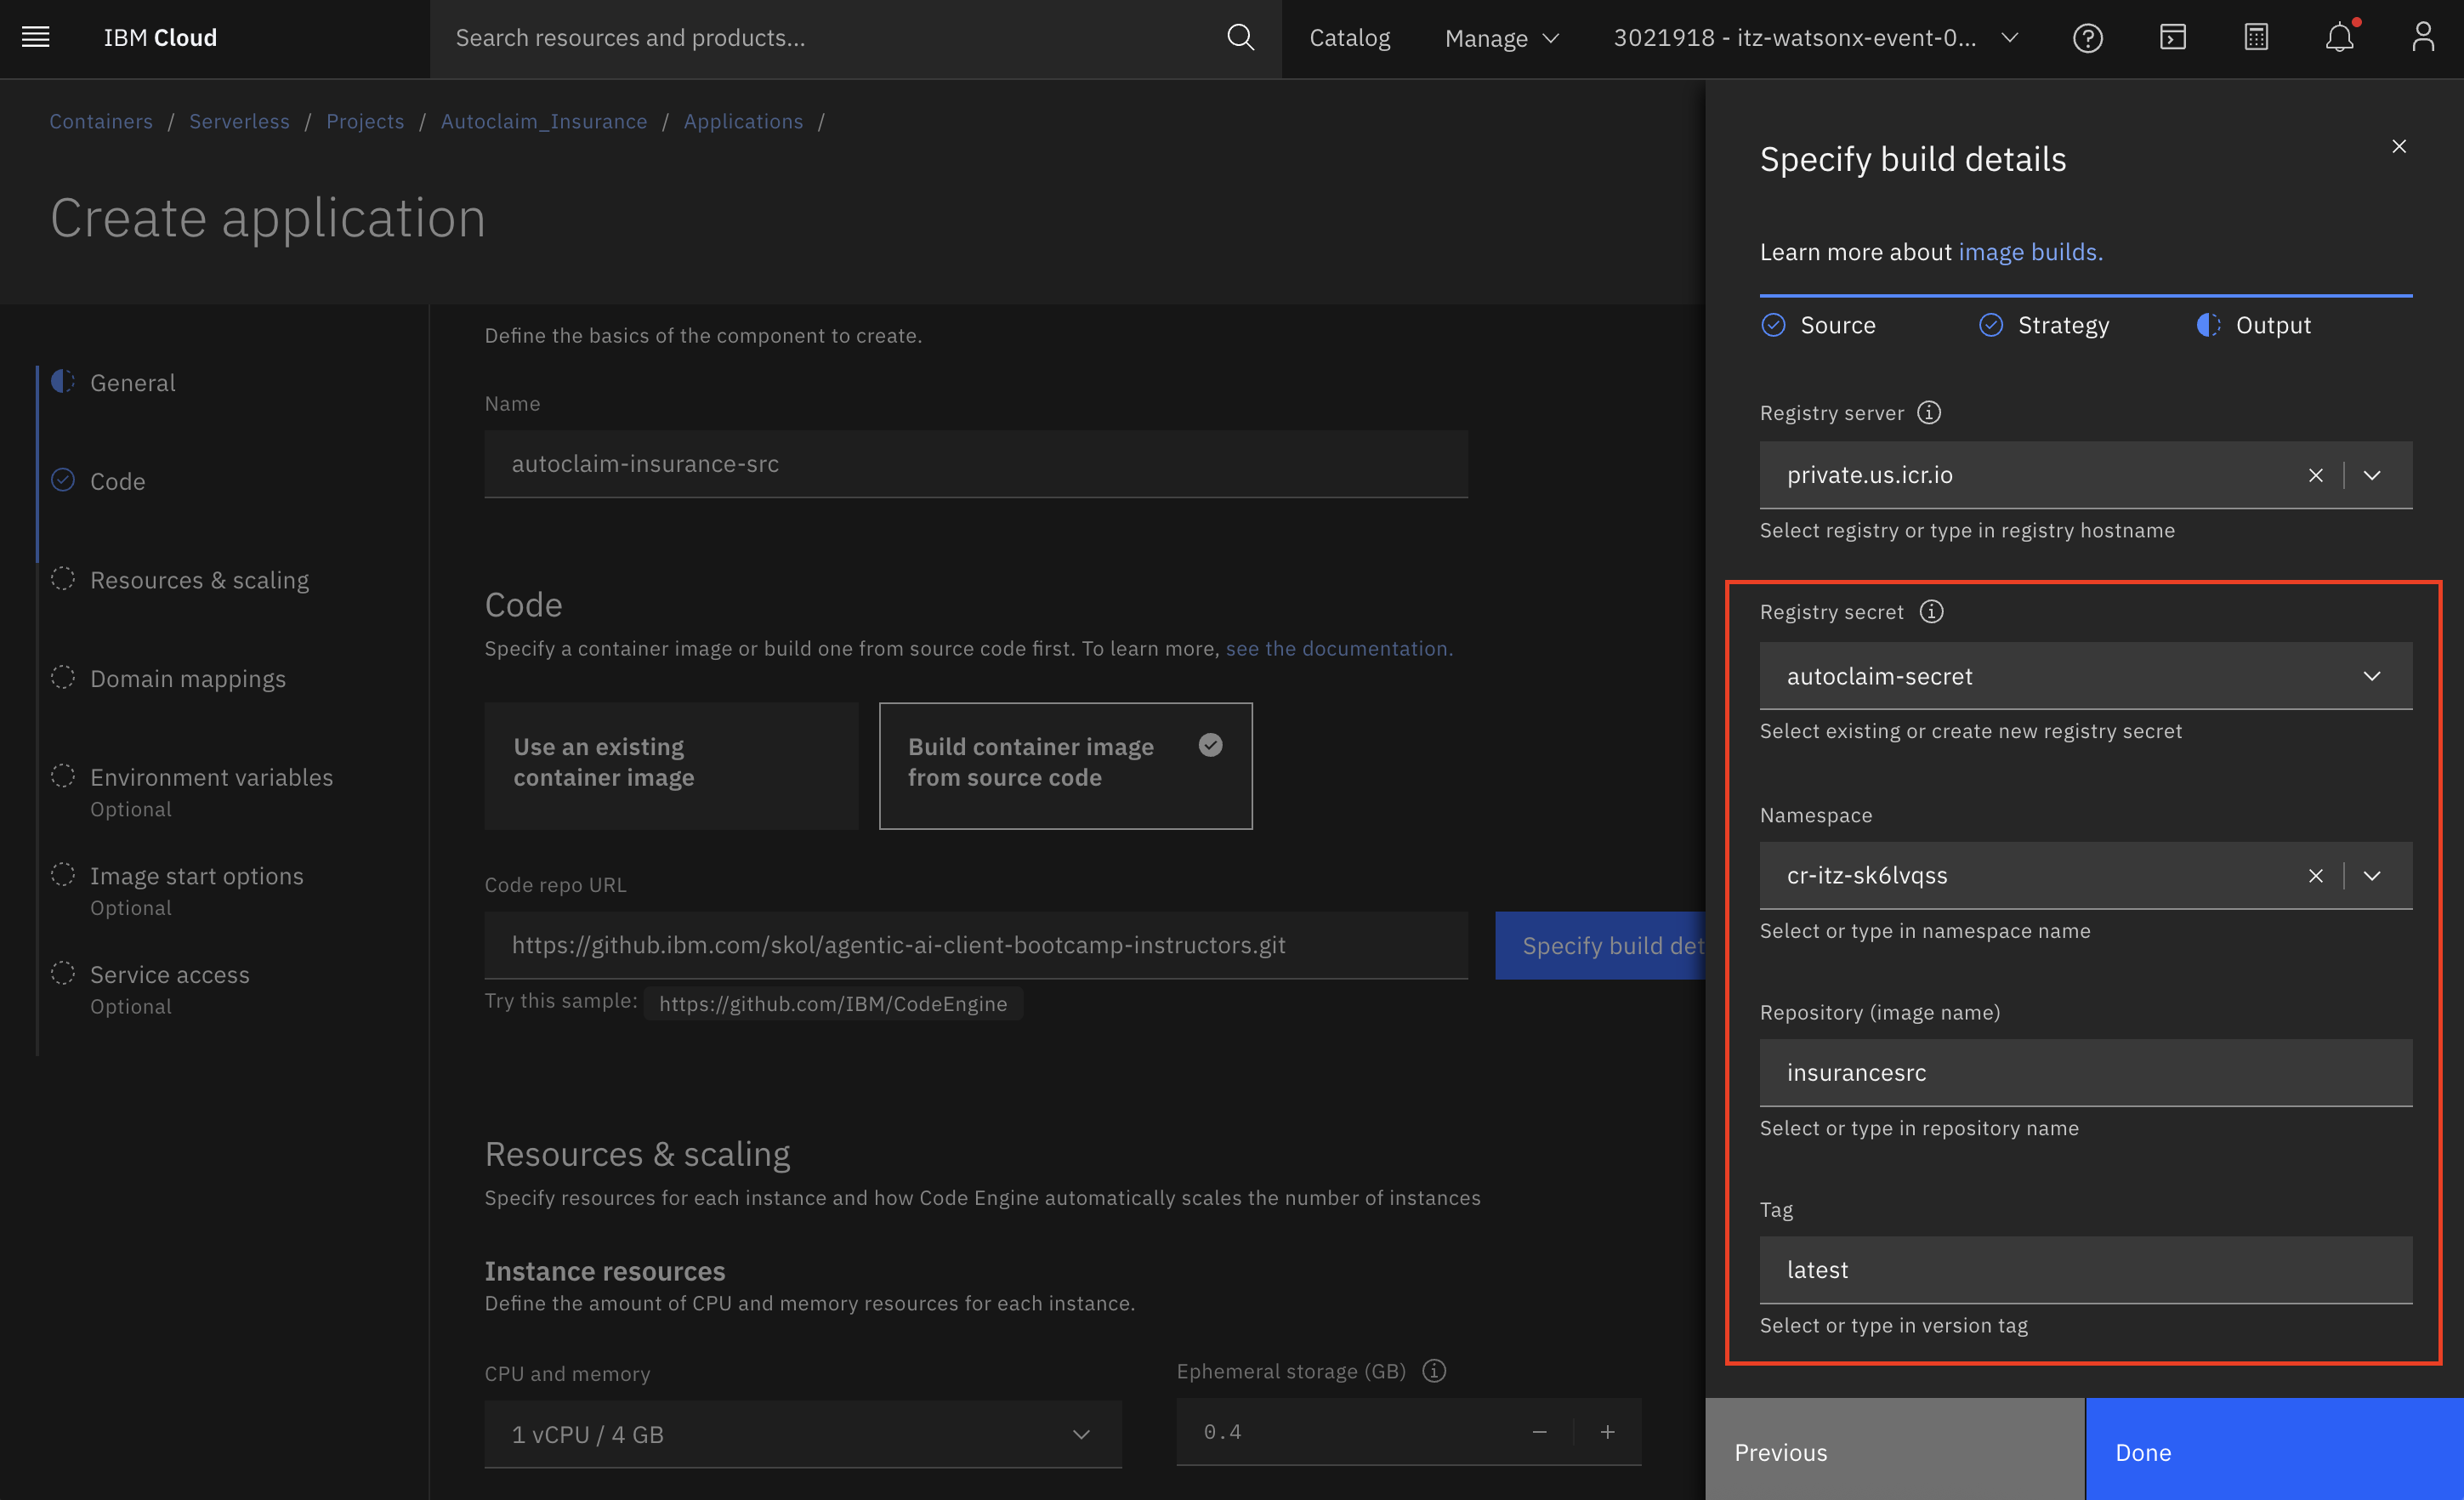 IBM Cloud
Search resources and products...
Catalog
Manage
3021918 - itz-watsonx-event-0...
Containers / Serverless / Projects / Autoclaim_Insurance / Applications /
Create application
General
Code
Resources & scaling
Domain mappings
Environment variables
Optional
Image start options
Optional
Service access
Optional
Define the basics of the component to create.
Name
autoclaim-insurance-src
Code
Specify a container image or build one from source code first. To learn more, see the documentation.
Use an existing
container image
Build container image
from source code
Code repo URL
https://github.ibm.com/skol/agentic-ai-client-bootcamp-instructors.git
Specify build det
Try this sample: https://github.com/IBM/CodeEngine
Resources & scaling
Specify resources for each instance and how Code Engine automatically scales the number of instances
Instance resources
Define the amount of CPU and memory resources for each instance.
CPU and memory
1 vCPU / 4 GB
Ephemeral storage (GB)
0.4
Specify build details
Learn more about image builds.
Source
Strategy
Output
Registry server
private.us.icr.io
Select registry or type in registry hostname
Registry secret
autoclaim-secret
Select existing or create new registry secret
Namespace
cr-itz-sk6lvqss
Select or type in namespace name
Repository (image name)
insurancesrc
Select or type in repository name
Tag
latest
Select or type in version tag
Previous
Done